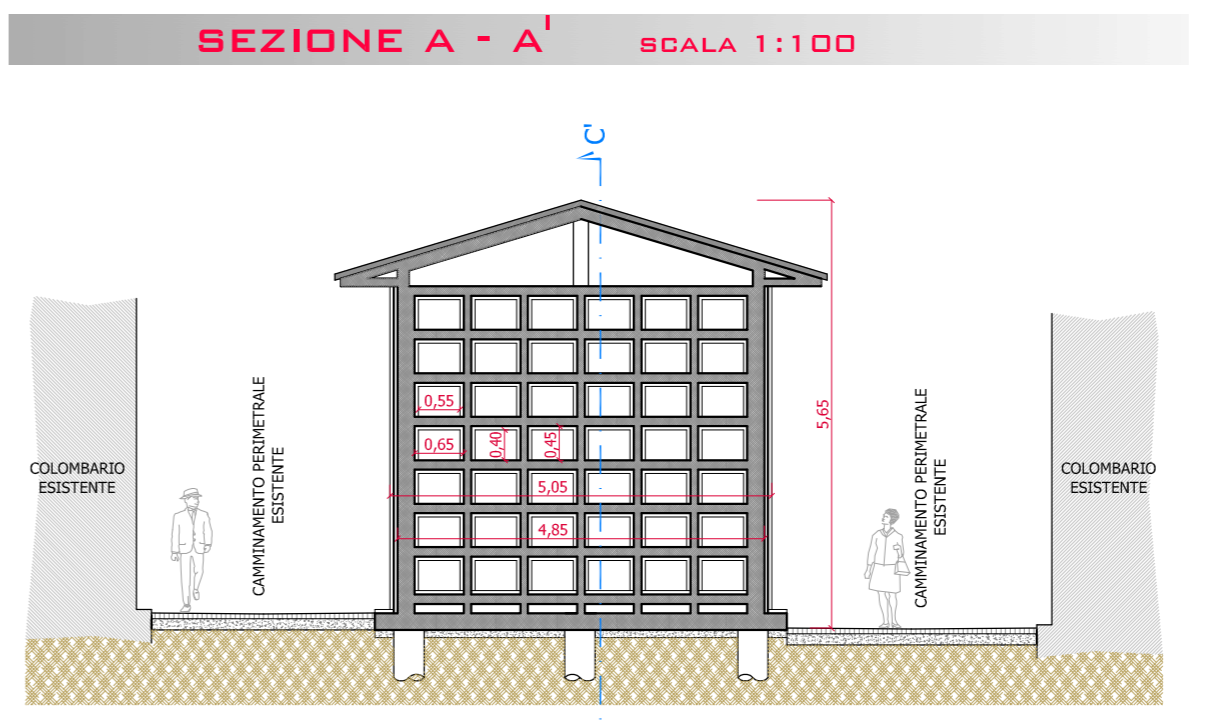 SEZIONE A - A' SCALA 1:100
C'
COLOMBARIO
ESISTENTE
CAMMINAMENTO PERIMETRALE
ESISTENTE
0,55
0,65
0,40
0,45
5,05
4,85
5,65
CAMMINAMENTO PERIMETRALE
ESISTENTE
COLOMBARIO
ESISTENTE